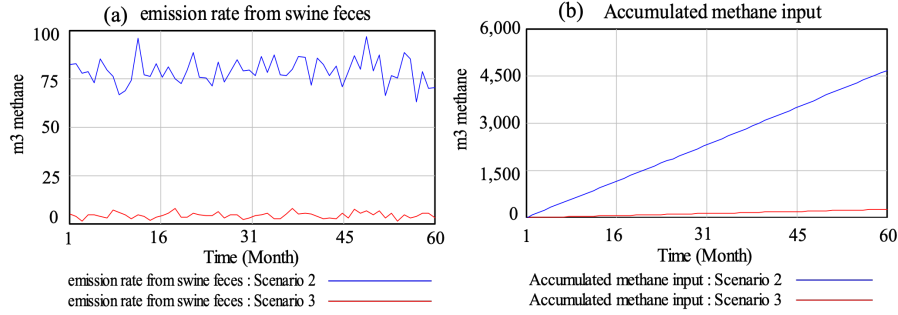 (a) emission rate from swine feces
100
75
50
25
0
m3 methane
1 16 31 45 60
Time (Month)
emission rate from swine feces : Scenario 2
emission rate from swine feces : Scenario 3
(b) Accumulated methane input
6,000
4,500
3,000
1,500
0
m3 methane
1 16 31 45 60
Time (Month)
Accumulated methane input : Scenario 2
Accumulated methane input : Scenario 3